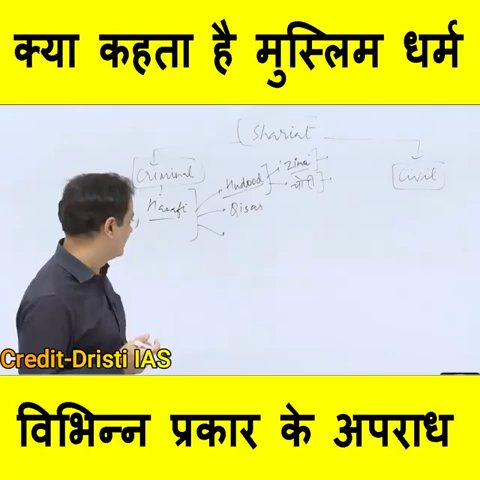 क्या कहता है मुस्लिम धर्म
Shariat
Criminal
Civil
Hanafi
Hudood
Zina
चोरी
Qisas
Credit-Dristi IAS
विभिन्न प्रकार के अपराध